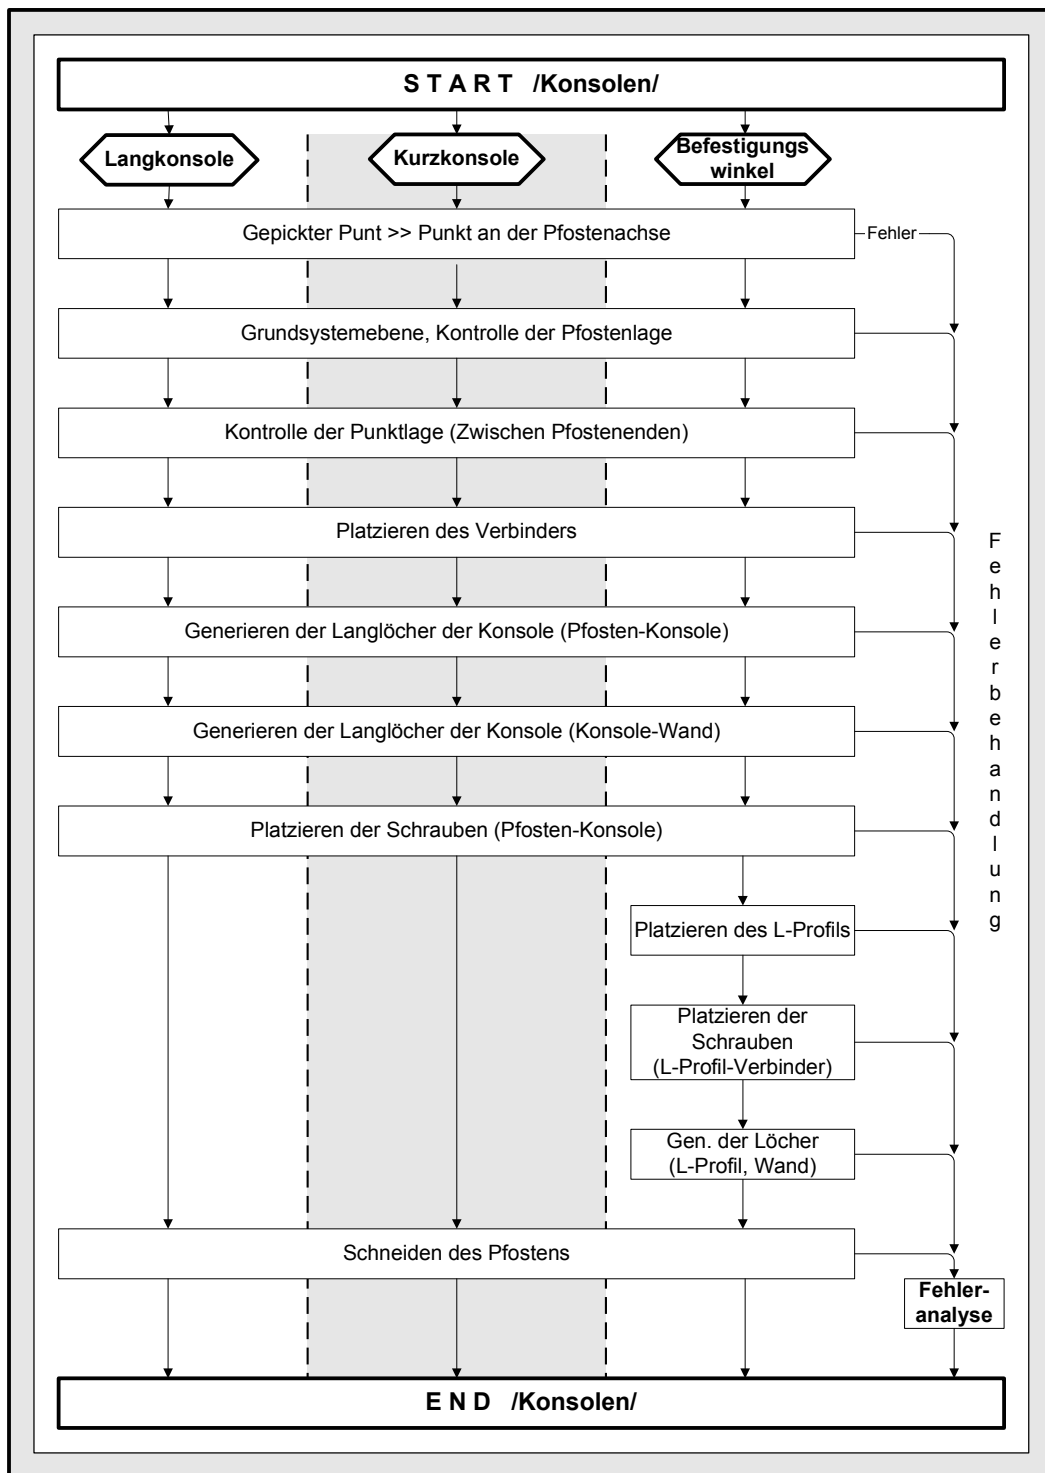 S T A R T /Konsolen/
Langkonsole
Kurzkonsole
Befestigungs
winkel
Gepickter Punt >> Punkt an der Pfostenachse
Fehler
Grundsystemebene, Kontrolle der Pfostenlage
Kontrolle der Punktlage (Zwischen Pfostenenden)
Platzieren des Verbinders
Generieren der Langlöcher der Konsole (Pfosten-Konsole)
Generieren der Langlöcher der Konsole (Konsole-Wand)
Platzieren der Schrauben (Pfosten-Konsole)
Fehlerbehandlung
Platzieren des L-Profils
Platzieren der
Schrauben
(L-Profil-Verbinder)
Gen. der Löcher
(L-Profil, Wand)
Schneiden des Pfostens
Fehler-
analyse
E N D /Konsolen/